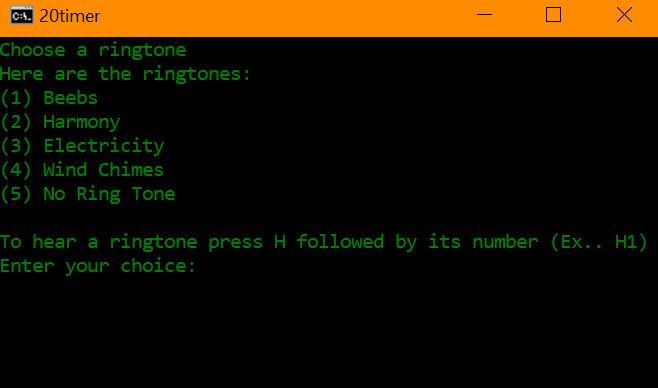 C:\.
20timer
Choose a ringtone
Here are the ringtones:
(1) Beebs
(2) Harmony
(3) Electricity
(4) Wind Chimes
(5) No Ring Tone
To hear a ringtone press H followed by its number (Ex.. H1)
Enter your choice: